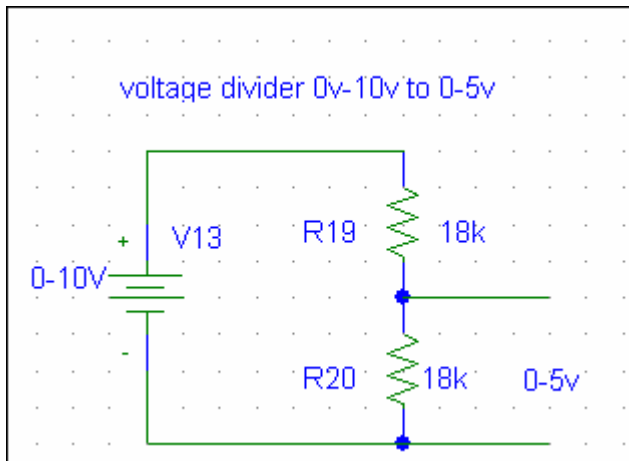 voltage divider 0v-10v to 0-5v
R19 18k
+ V13
0-10V
-
R20 18k 0-5v